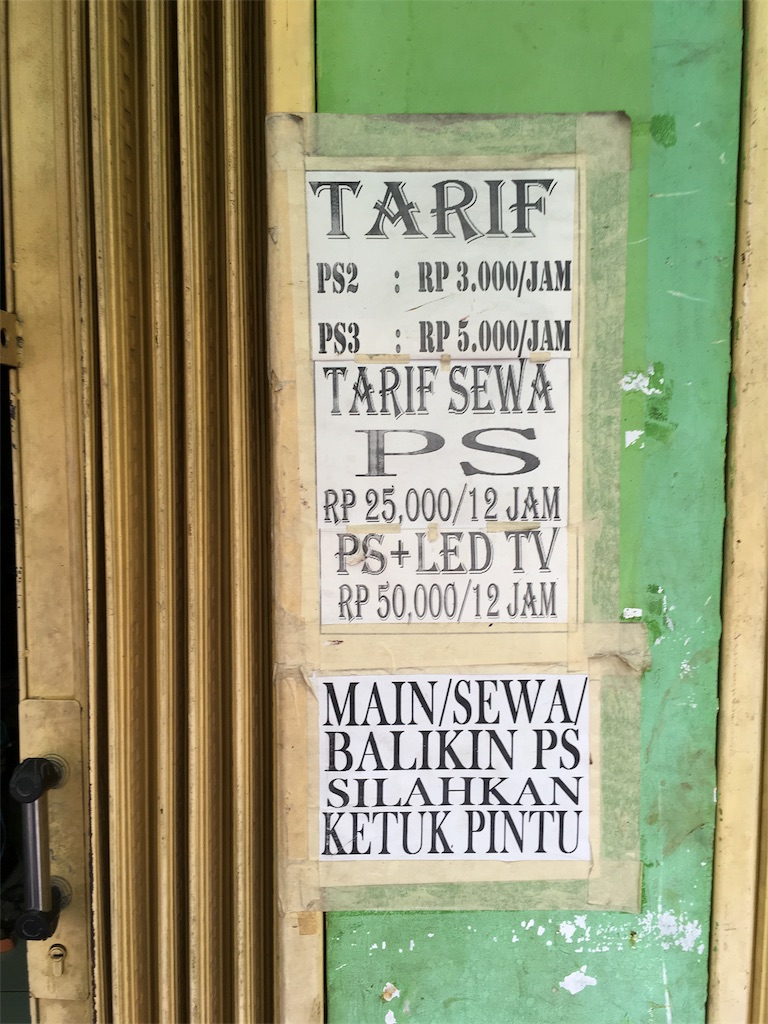 TARIF
PS2 : RP 3.000/JAM
PS3 : RP 5.000/JAM
TARIF SEWA
PS
RP 25,000/12 JAM
PS+LED TV
RP 50,000/12 JAM
MAIN/SEWA/
BALIKIN PS
SILAHKAN
KETUK PINTU